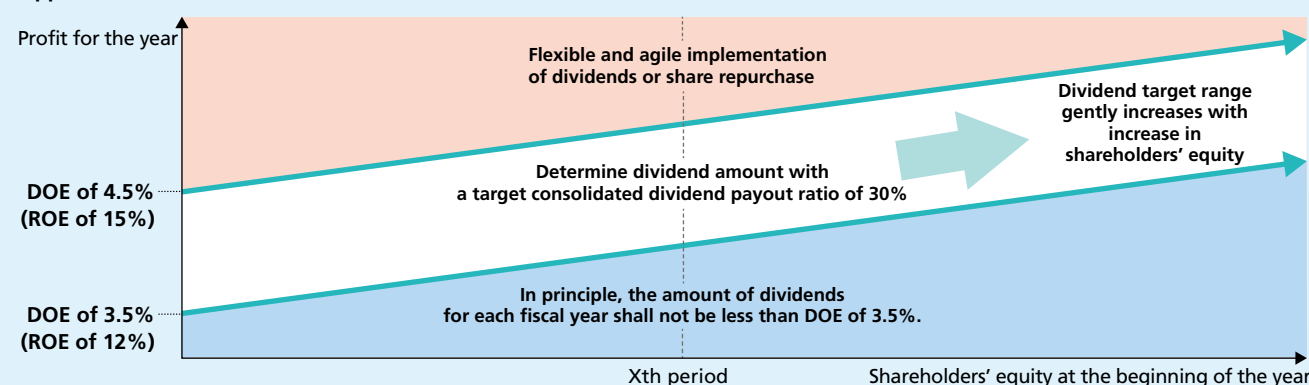 Profit for the year
Flexible and agile implementation
of dividends or share repurchase
Dividend target range
gently increases with
increase in
shareholders’ equity
Determine dividend amount with
a target consolidated dividend payout ratio of 30%
DOE of 4.5%
(ROE of 15%)
In principle, the amount of dividends
for each fiscal year shall not be less than DOE of 3.5%.
DOE of 3.5%
(ROE of 12%)
Xth period
Shareholders’ equity at the beginning of the year